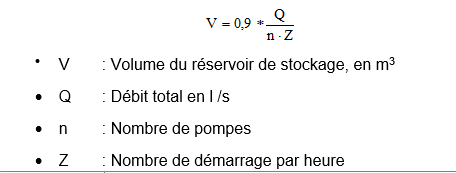 V = 0,9 * Q / n · Z
• V : Volume du réservoir de stockage, en m³
• Q : Débit total en l /s
• n : Nombre de pompes
• Z : Nombre de démarrage par heure